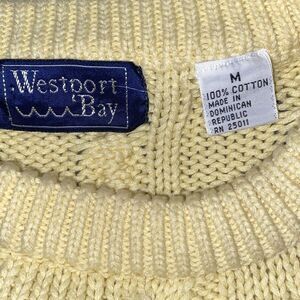 Westport
Bay
M
100% COTTON
MADE IN
DOMINICAN
REPUBLIC
RN 25011